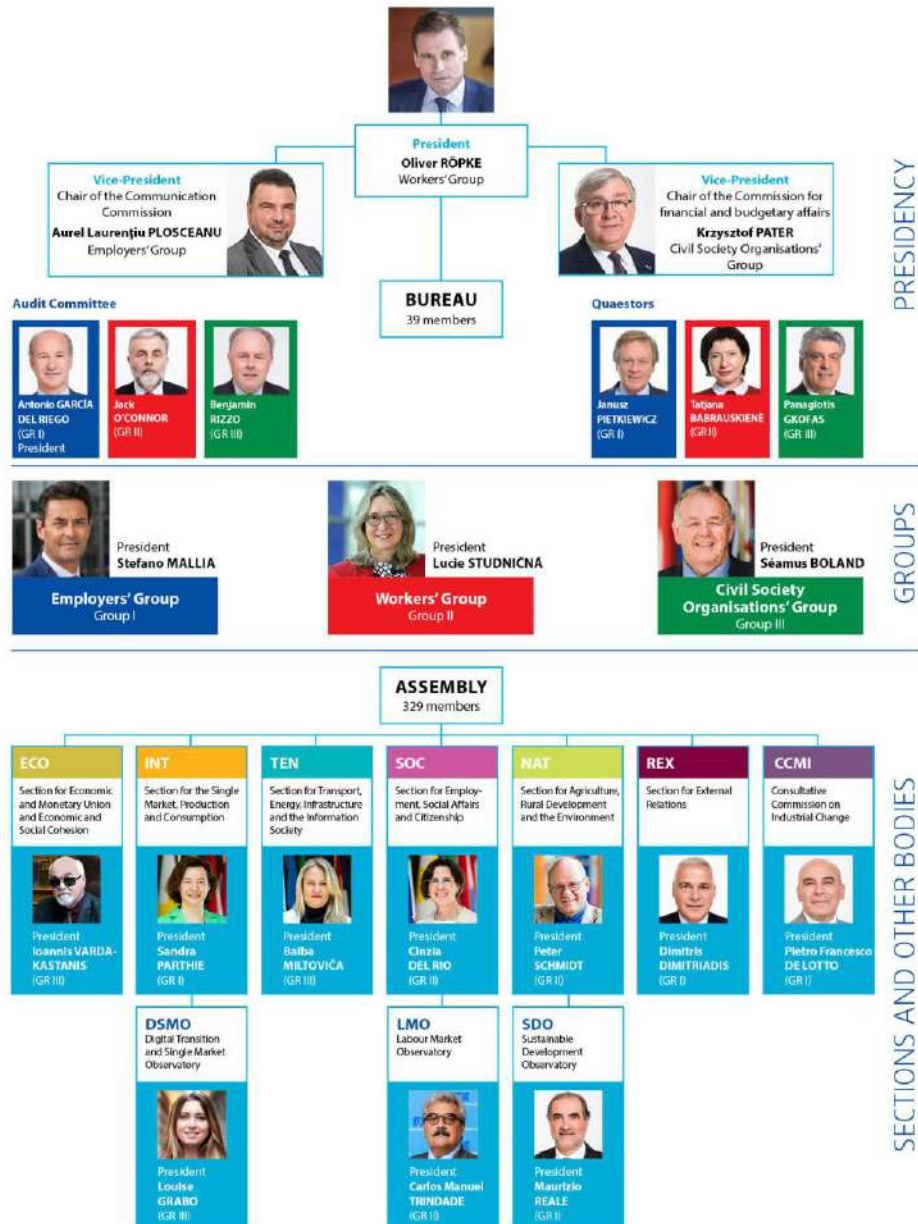 President
Oliver RÖPKE
Workers' Group
Vice-President
Chair of the Communication
Commission
Aurel Laurenţiu PLOSCEANU
Employers' Group
Vice-President
Chair of the Commission for
financial and budgetary affairs
Krzysztof PATER
Civil Society Organisations'
Group
BUREAU
39 members
PRESIDENCY
Audit Committee
Antonio GARCÍA
DEL RIEGO
(GR I)
President
Jack
O'CONNOR
(GR II)
Benjamin
RIZZO
(GR III)
Quaestors
Janusz
PIETKIEWICZ
(GR I)
Tatjana
BABRAUSKIENĖ
(GR II)
Panagiotis
GKOFAS
(GR III)
President
Stefano MALLIA
Employers' Group
Group I
President
Lucie STUDNIČNÁ
Workers' Group
Group II
President
Séamus BOLAND
Civil Society
Organisations' Group
Group III
GROUPS
ASSEMBLY
329 members
ECO
Section for Economic
and Monetary Union
and Economic and
Social Cohesion
President
Ioannis VARDA-
KASTANIS
(GR III)
INT
Section for the Single
Market, Production
and Consumption
President
Sandra
PARTHIE
(GR I)
TEN
Section for Transport,
Energy, Infrastructure
and the Information
Society
President
Baiba
MILTOVIČA
(GR III)
SOC
Section for Employ-
ment, Social Affairs
and Citizenship
President
Cinzia
DEL RIO
(GR II)
NAT
Section for Agriculture,
Rural Development
and the Environment
President
Peter
SCHMIDT
(GR II)
REX
Section for External
Relations
President
Dimitris
DIMITRIADIS
(GR I)
CCMI
Consultative
Commission on
Industrial Change
President
Pietro Francesco
DE LOTTO
(GR I)
DSMO
Digital Transition
and Single Market
Observatory
President
Louise
GRABO
(GR III)
LMO
Labour Market
Observatory
President
Carlos Manuel
TRINDADE
(GR II)
SDO
Sustainable
Development
Observatory
President
Maurizio
REALE
(GR I)
SECTIONS AND OTHER BODIES